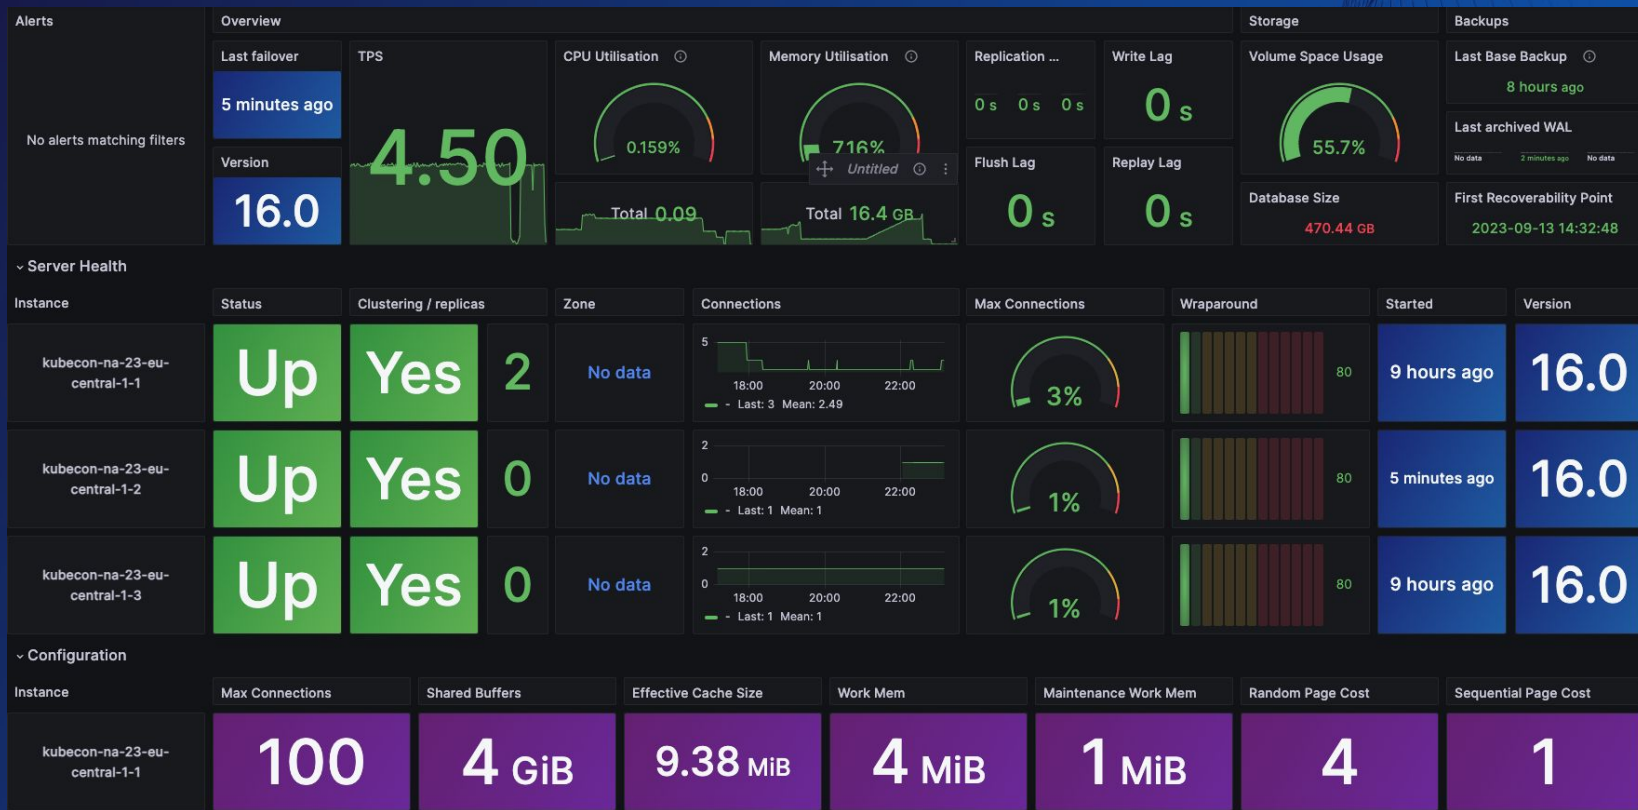 Alerts
No alerts matching filters
Overview
Last failover
5 minutes ago
Version
16.0
TPS
4.50
CPU Utilisation
0.159%
Total 0.09
Memory Utilisation
716%
Untitled
Total 16.4 GB
Replication ...
0 s 0 s 0 s
Write Lag
0 s
Flush Lag
0 s
Replay Lag
0 s
Storage
Volume Space Usage
55.7%
Database Size
470.44 GB
Backups
Last Base Backup
8 hours ago
Last archived WAL
No data 2 minutes ago No data
First Recoverability Point
2023-09-13 14:32:48
Server Health
Instance Status Clustering / replicas Zone Connections Max Connections Wraparound Started Version
kubecon-na-23-eu-
central-1-1
Up
Yes
2
No data
5
18:00 20:00 22:00
- Last: 3 Mean: 2.49
3%
80
9 hours ago
16.0
kubecon-na-23-eu-
central-1-2
Up
Yes
0
No data
2
0
18:00 20:00 22:00
- Last: 1 Mean: 1
1%
80
5 minutes ago
16.0
kubecon-na-23-eu-
central-1-3
Up
Yes
0
No data
2
0
18:00 20:00 22:00
- Last: 1 Mean: 1
1%
80
9 hours ago
16.0
Configuration
Instance Max Connections Shared Buffers Effective Cache Size Work Mem Maintenance Work Mem Random Page Cost Sequential Page Cost
kubecon-na-23-eu-
central-1-1
100
4 GiB
9.38 MiB
4 MiB
1 MiB
4
1